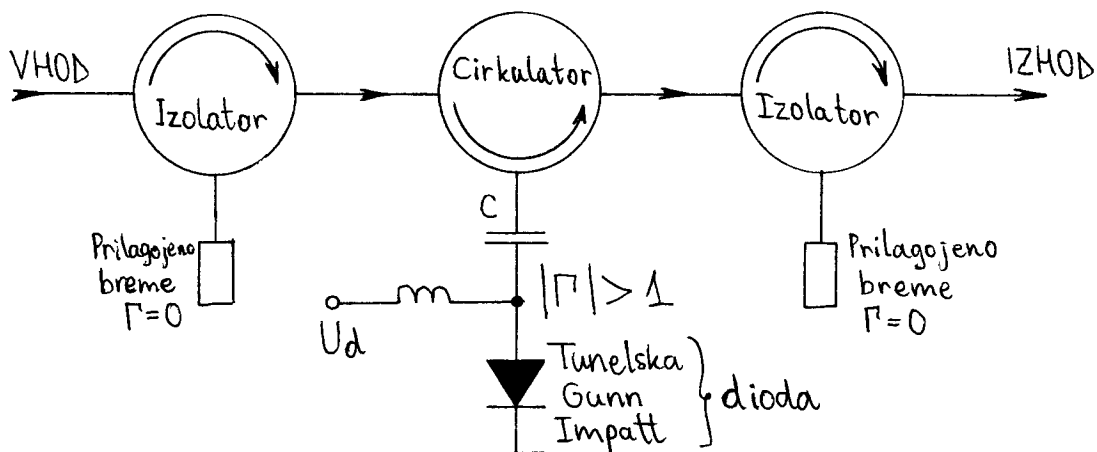 VHOD
Izolator
Prilagojeno
breme
Γ=0
Cirkulator
C
Ud
|Γ|>1
Tunelska
Gunn
Impatt
dioda
Izolator
IZHOD
Prilagojeno
breme
Γ=0